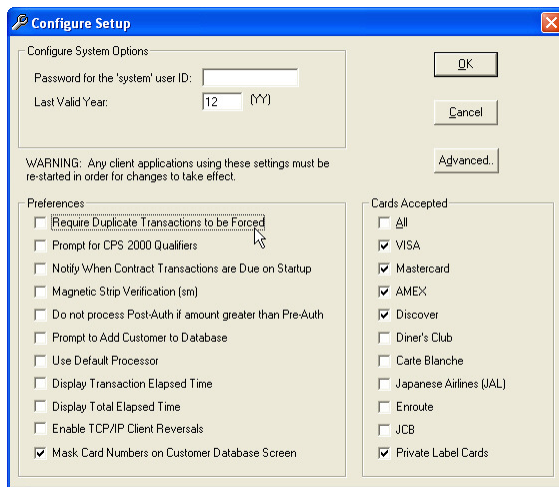 Configure Setup
Configure System Options
Password for the 'system' user ID:
Last Valid Year: 12 (YY)
OK
Cancel
Advanced..
WARNING: Any client applications using these settings must be
re-started in order for changes to take effect.
Preferences
Require Duplicate Transactions to be Forced
Prompt for CPS 2000 Qualifiers
Notify When Contract Transactions are Due on Startup
Magnetic Strip Verification (sm)
Do not process Post-Auth if amount greater than Pre-Auth
Prompt to Add Customer to Database
Use Default Processor
Display Transaction Elapsed Time
Display Total Elapsed Time
Enable TCP/IP Client Reversals
Mask Card Numbers on Customer Database Screen
Cards Accepted
All
VISA
Mastercard
AMEX
Discover
Diner's Club
Carte Blanche
Japanese Airlines (JAL)
Enroute
JCB
Private Label Cards